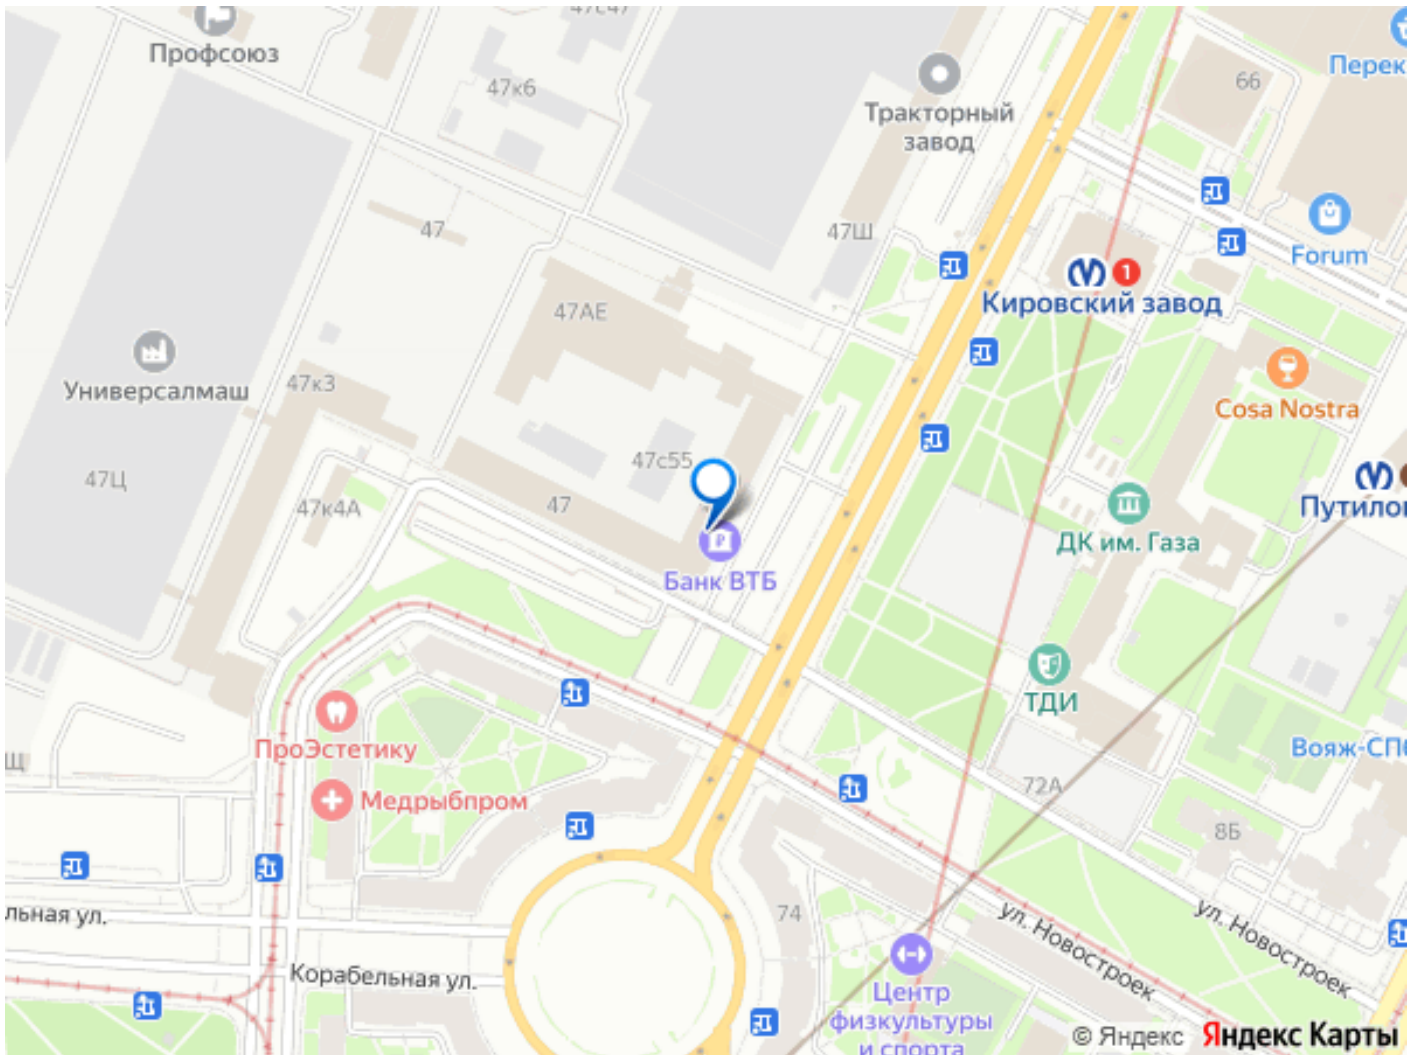 Профсоюз
47к6
66
Перек
Тракторный
завод
47
47Ш
Forum
1
Кировский завод
47АЕ
Универсалмаш
47к3
Cosa Nostra
47Ц
47с55
47к4А
47
Путилов
ДК им. Газа
Банк ВТБ
ТДИ
ПроЭстетику
Вояж-СПб
Щ
Медрыбпром
72А
8Б
74
льная ул.
ул. Новостроек
ул. Новостроек
Корабельная ул.
Центр
физкультуры
и спорта
© Яндекс Яндекс Карты